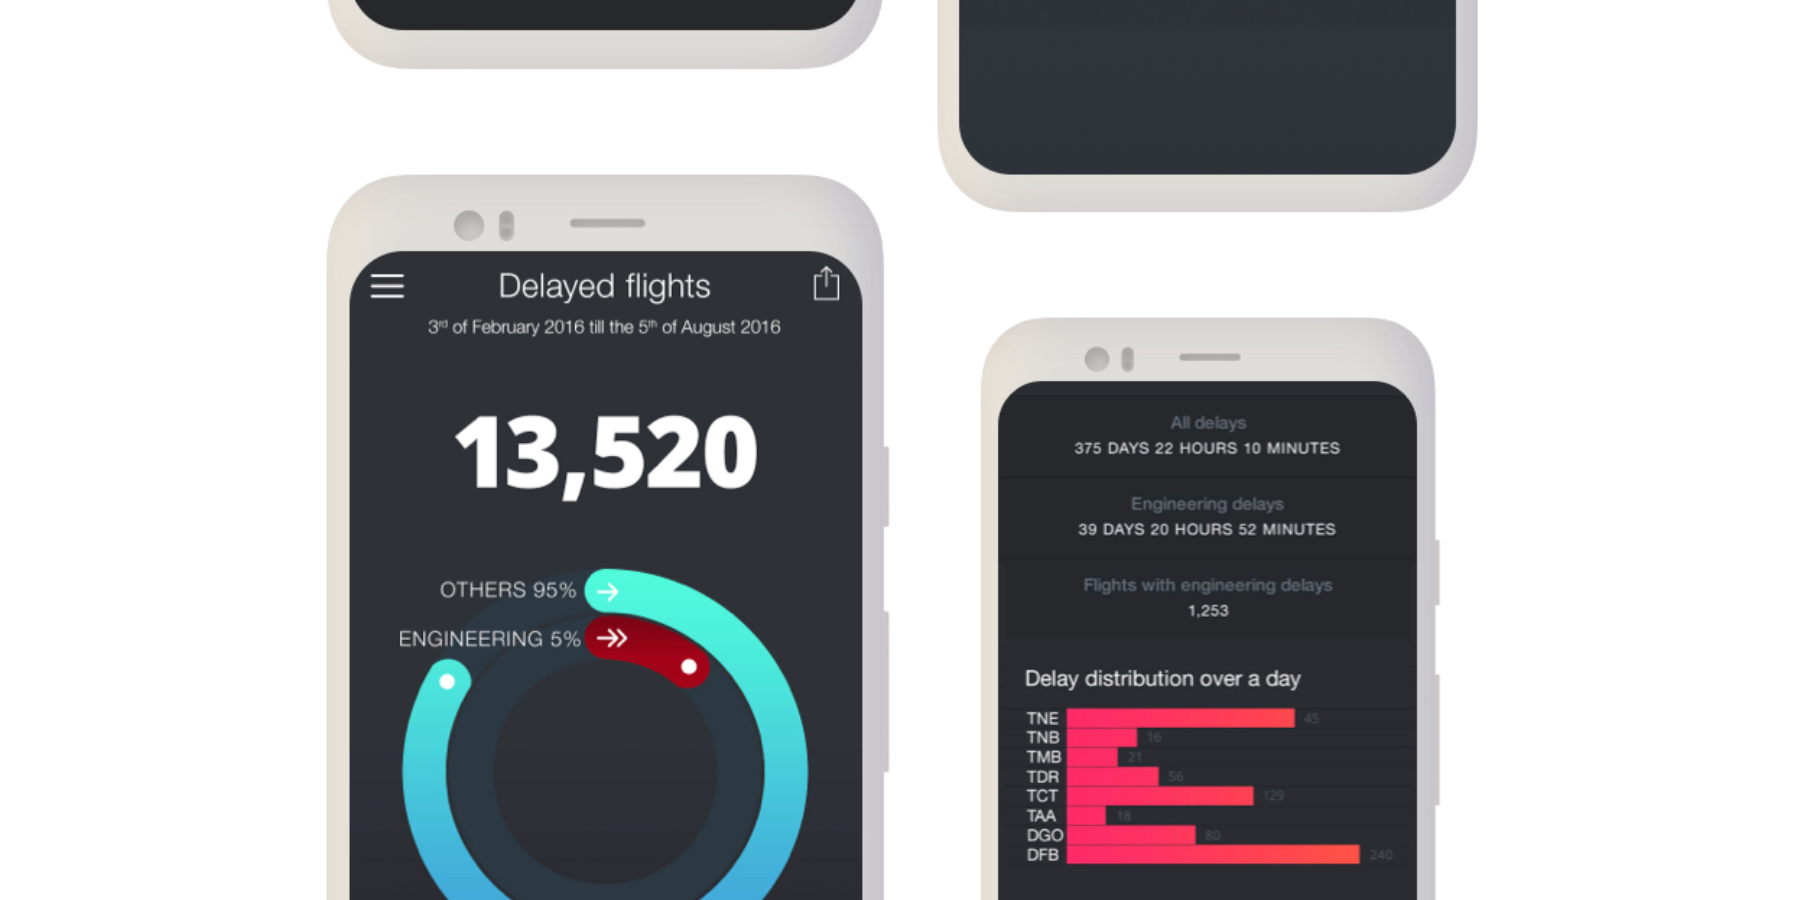 Delayed flights
3rd of February 2016 till the 5th of August 2016
13,520
OTHERS 95%
ENGINEERING 5%
All delays
375 DAYS 22 HOURS 10 MINUTES
Engineering delays
39 DAYS 20 HOURS 52 MINUTES
Flights with engineering delays
1,253
Delay distribution over a day
TNE 45
TNB 16
TMB 21
TDR 56
TCT 129
TAA 18
DGO 80
DFB 240